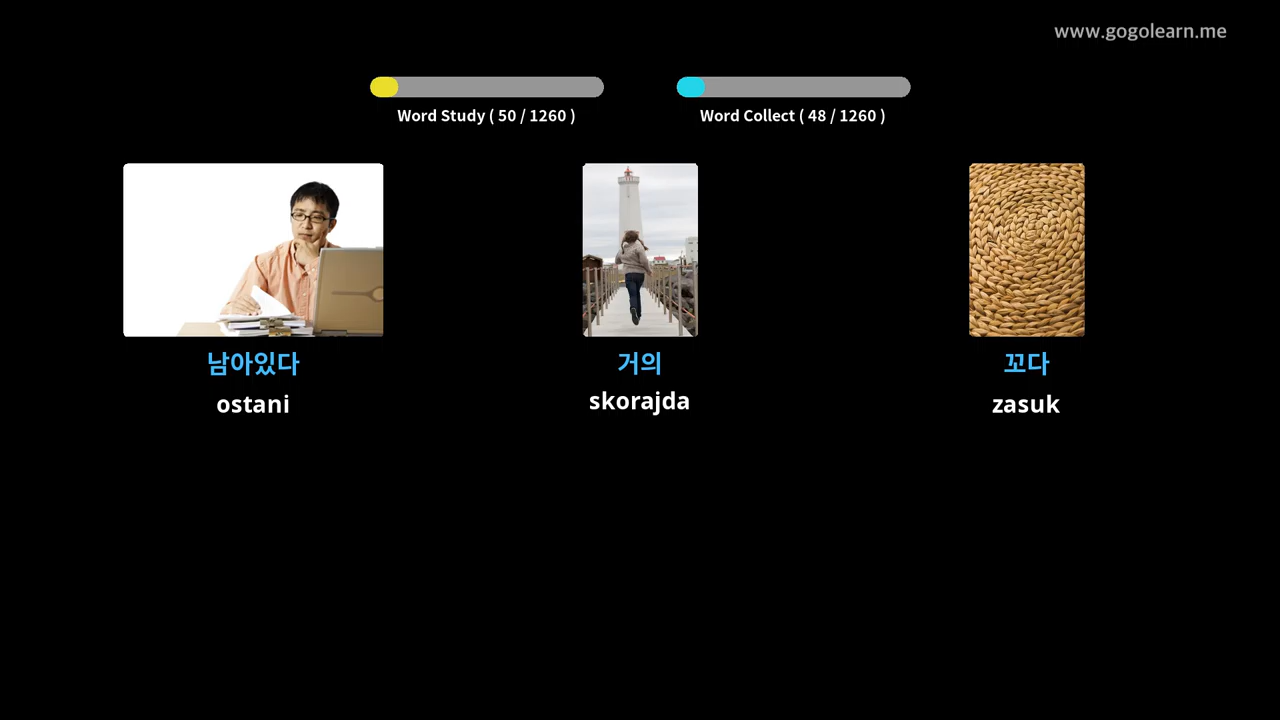 www.gogolearn.me
Word Study ( 50 / 1260 )
Word Collect ( 48 / 1260 )
남아있다
거의
꼬다
ostani
skorajda
zasuk